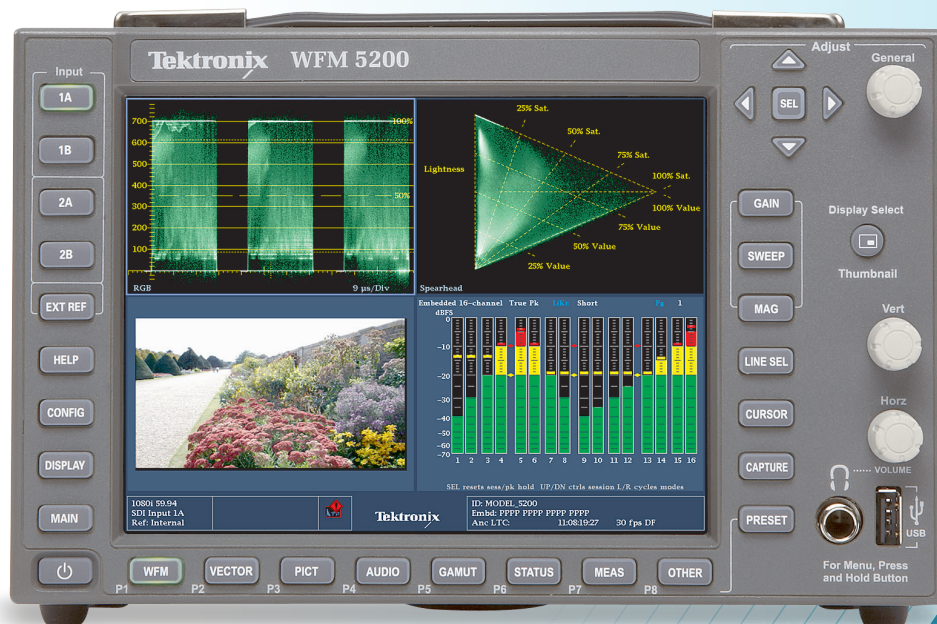 Tektronix WFM 5200
Input
1A
1B
2A
2B
EXT REF
HELP
CONFIG
DISPLAY
MAIN
700
600
500
400
300
200
100
100%
50%
RGB
9 µs/Div
25% Sat.
50% Sat.
75% Sat.
100% Sat.
Lightness
100% Value
75% Value
50% Value
25% Value
Spearhead
Embedded 16-channel True Pk LtRt Short Pg 1
dBFS
0
-10
-20
-30
-40
-50
-60
-70
1 2 3 4 5 6 7 8 9 10 11 12 13 14 15 16
SEL resets sess/pk hold UP/DN ctrls session L/R cycles modes
1080i 59.94
SDI Input 1A
Ref: Internal
Tektronix
ID: MODEL_5200
Embd: PPPP PPPP PPPP PPPP
Anc LTC: 11:08:19:27 30 fps DF
WFM VECTOR PICT AUDIO GAMUT STATUS MEAS OTHER
P1 P2 P3 P4 P5 P6 P7 P8
Adjust
General
SEL
GAIN
SWEEP
MAG
LINE SEL
CURSOR
CAPTURE
PRESET
Display Select
Thumbnail
Vert
Horz
VOLUME
USB
For Menu, Press
and Hold Button